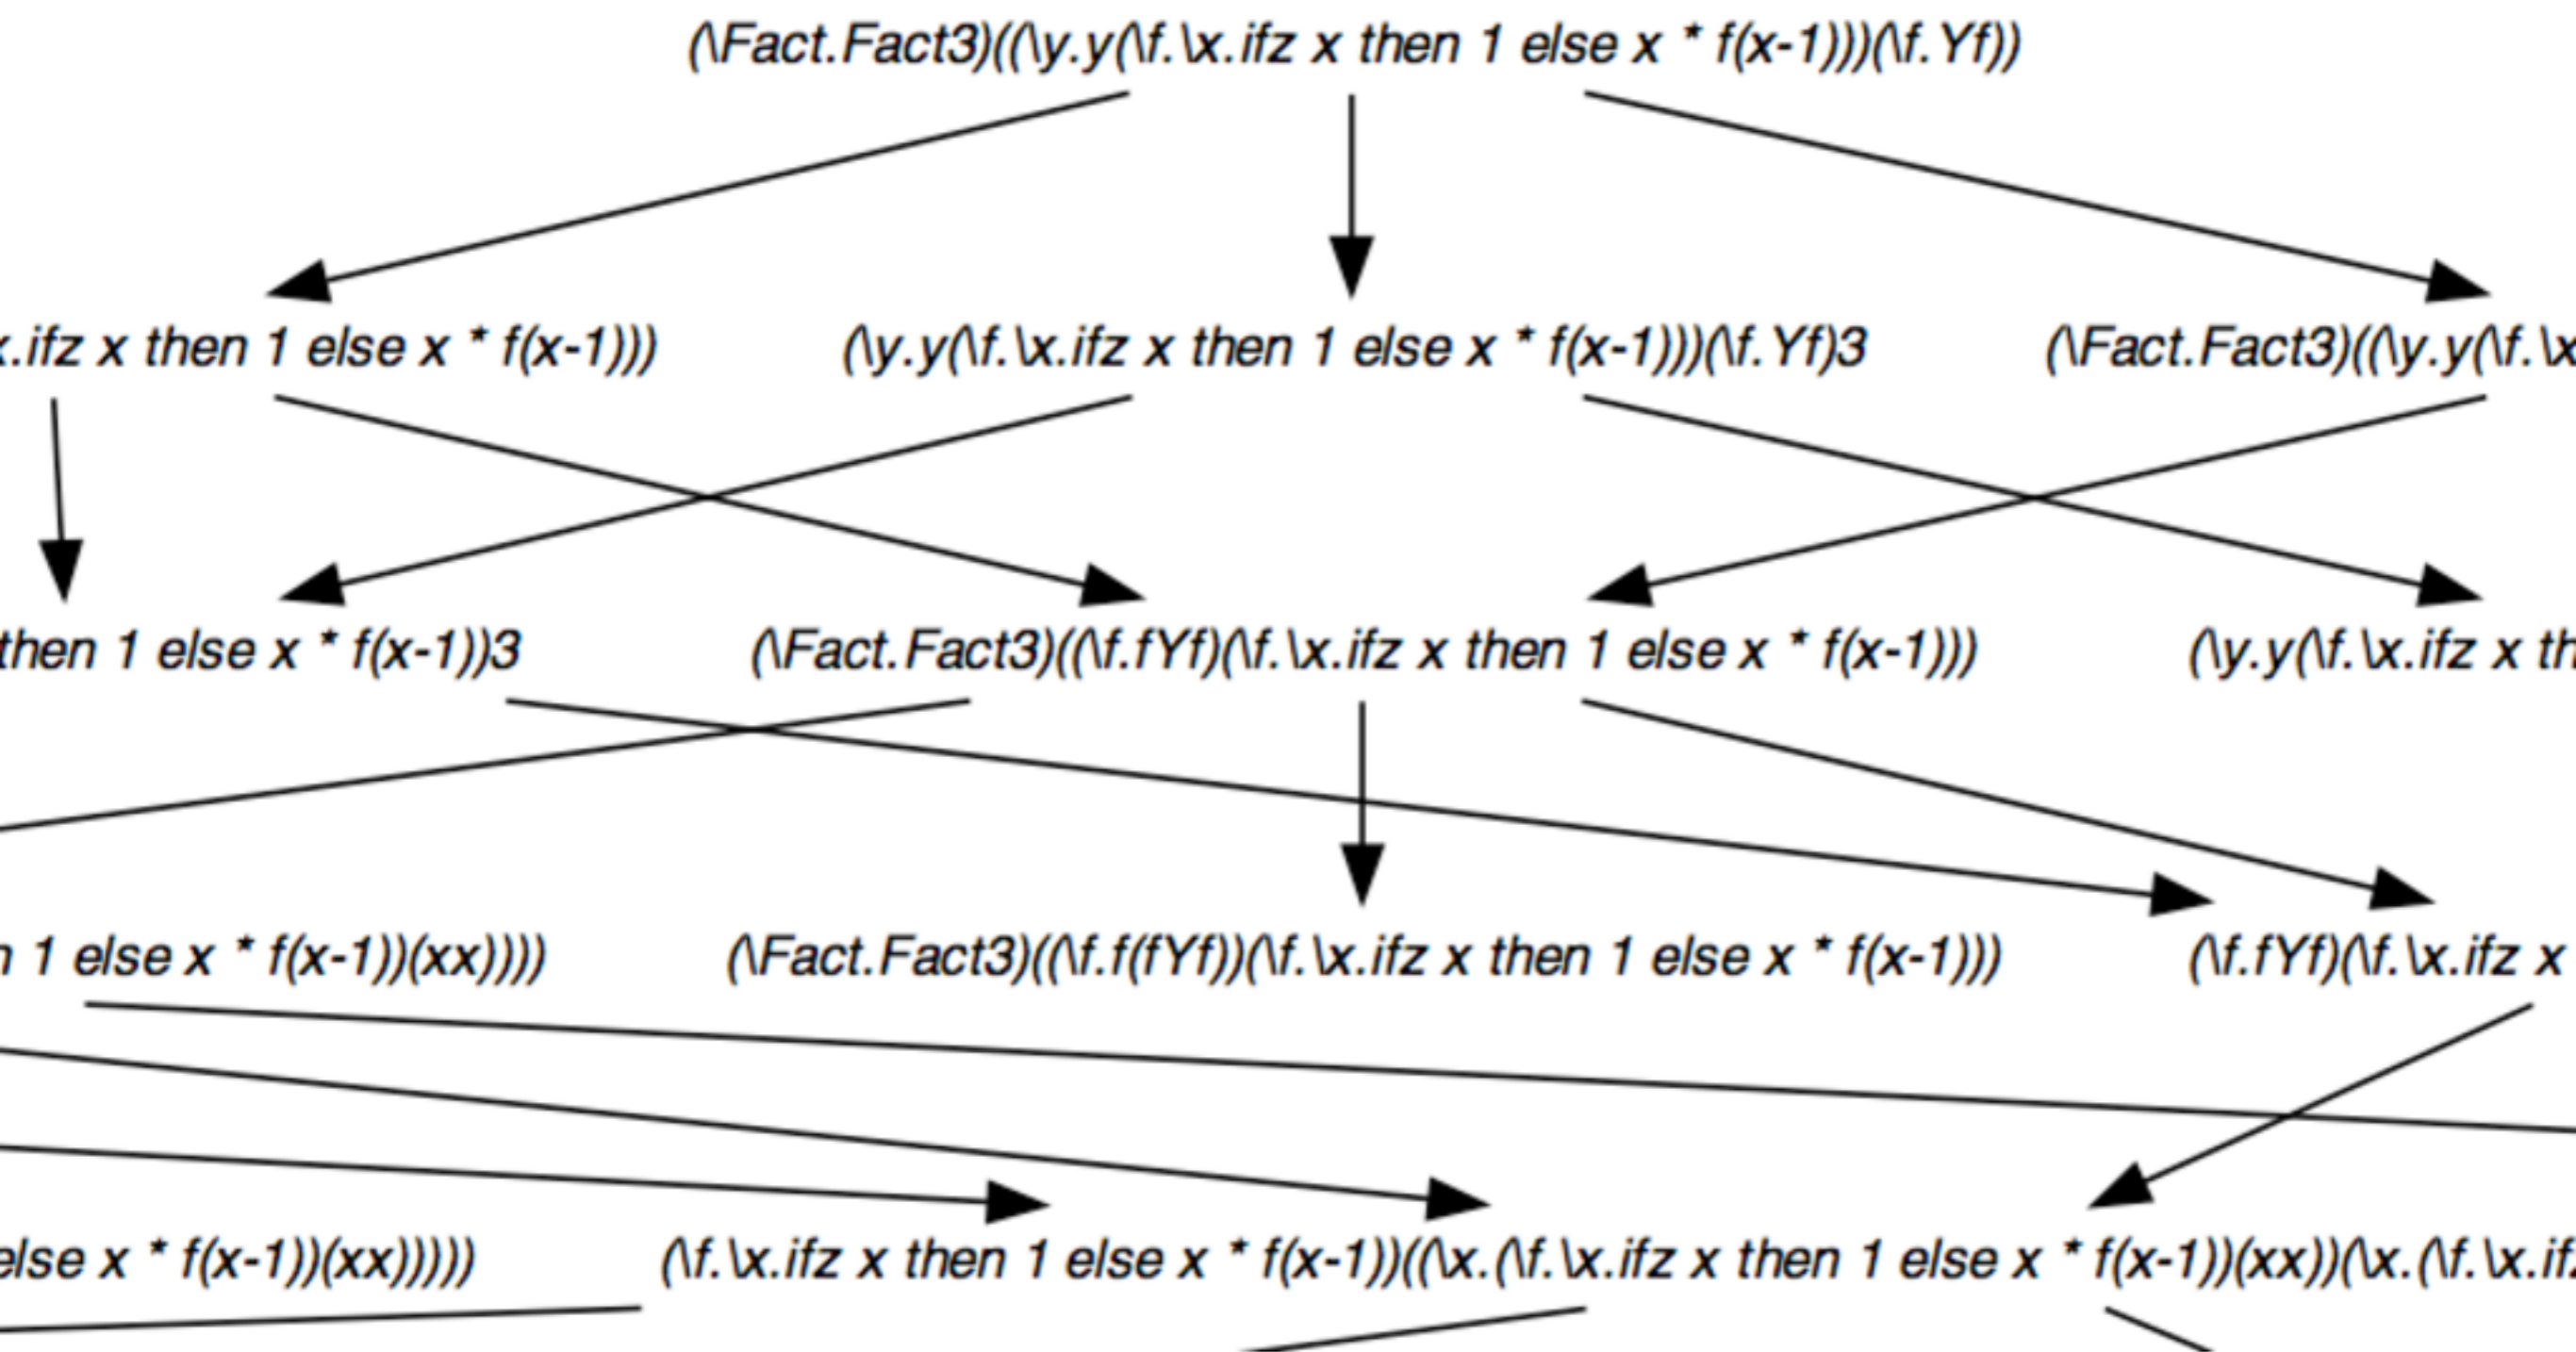 (\Fact.Fact3)((\y.y(\f.\x.ifz x then 1 else x * f(x-1)))(\f.Yf))
x.ifz x then 1 else x * f(x-1))) (\y.y(\f.\x.ifz x then 1 else x * f(x-1)))(\f.Yf)3 (\Fact.Fact3)((\y.y(\f.\x
then 1 else x * f(x-1))3 (\Fact.Fact3)((\f.fYf)(\f.\x.ifz x then 1 else x * f(x-1))) (\y.y(\f.\x.ifz x th
n 1 else x * f(x-1))(xx)))) (\Fact.Fact3)((\f.f(fYf))(\f.\x.ifz x then 1 else x * f(x-1))) (\f.fYf)(\f.\x.ifz x
else x * f(x-1))(xx))))) (\f.\x.ifz x then 1 else x * f(x-1))((\x.(\f.\x.ifz x then 1 else x * f(x-1))(xx))(\x.(\f.\x.ifz